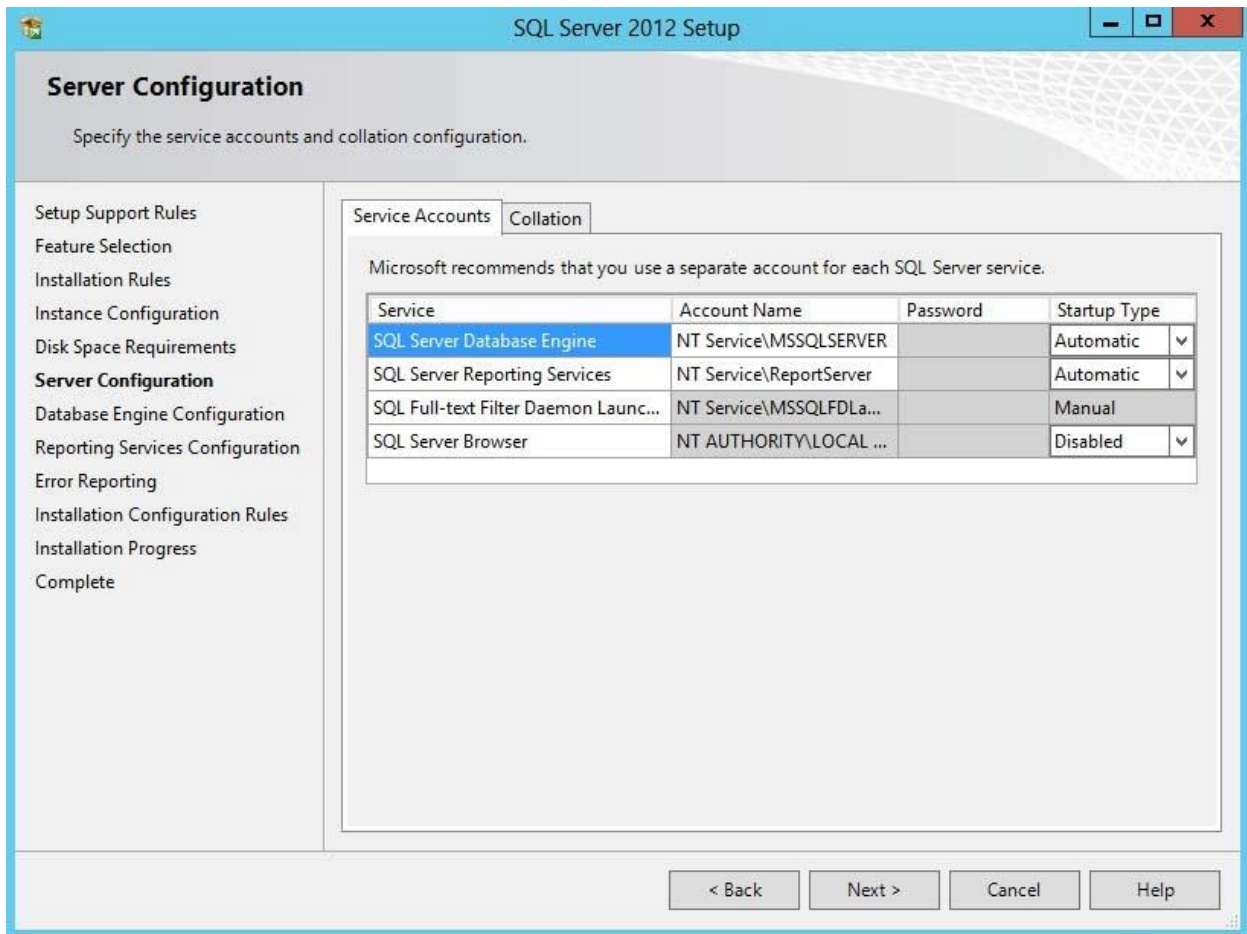 SQL Server 2012 Setup
Server Configuration
Specify the service accounts and collation configuration.
Setup Support Rules
Feature Selection
Installation Rules
Instance Configuration
Disk Space Requirements
Server Configuration
Database Engine Configuration
Reporting Services Configuration
Error Reporting
Installation Configuration Rules
Installation Progress
Complete
Service Accounts Collation
Microsoft recommends that you use a separate account for each SQL Server service.
Service Account Name Password Startup Type
SQL Server Database Engine NT Service\MSSQLSERVER Automatic
SQL Server Reporting Services NT Service\ReportServer Automatic
SQL Full-text Filter Daemon Launc... NT Service\MSSQLFDLa... Manual
SQL Server Browser NT AUTHORITY\LOCAL ... Disabled
< Back Next > Cancel Help